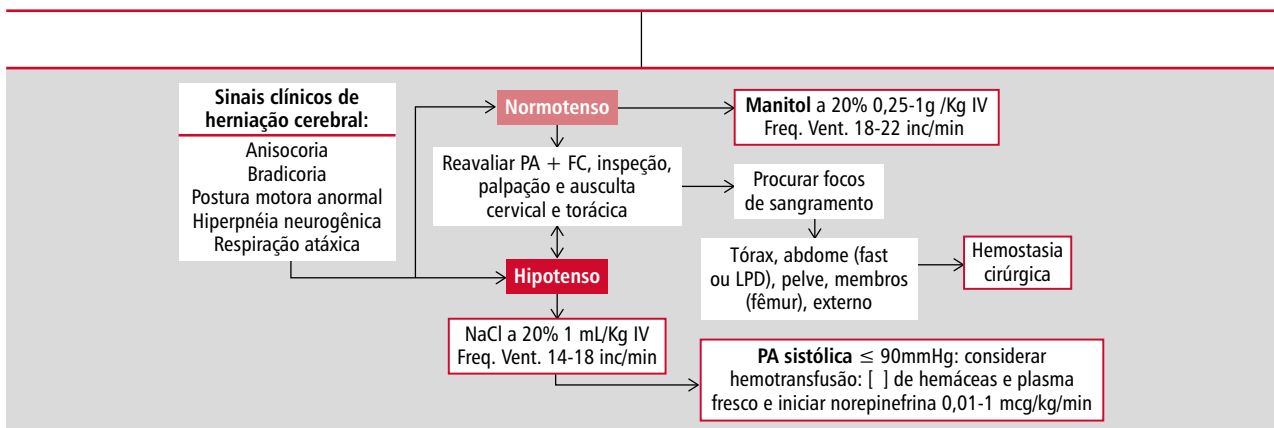 Sinais clínicos de
herniação cerebral:
Anisocoria
Bradicoria
Postura motora anormal
Hiperpnéia neurogênica
Respiração atáxica
Normotenso
Manitol a 20% 0,25-1g /Kg IV
Freq. Vent. 18-22 inc/min
Reavaliar PA + FC, inspeção,
palpação e ausculta
cervical e torácica
Procurar focos
de sangramento
Tórax, abdome (fast
ou LPD), pelve, membros
(fêmur), externo
Hemostasia
cirúrgica
Hipotenso
NaCl a 20% 1 mL/Kg IV
Freq. Vent. 14-18 inc/min
PA sistólica ≤ 90mmHg: considerar
hemotransfusão: [ ] de hemáceas e plasma
fresco e iniciar norepinefrina 0,01-1 mcg/kg/min